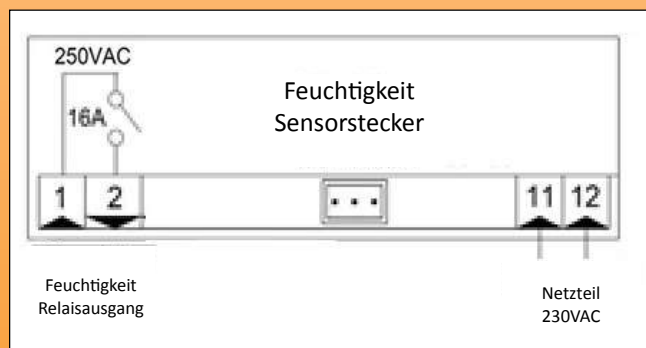 250VAC
16A
Feuchtigkeit
Sensorstecker
1 2 11 12
Feuchtigkeit
Relaisausgang
Netzteil
230VAC